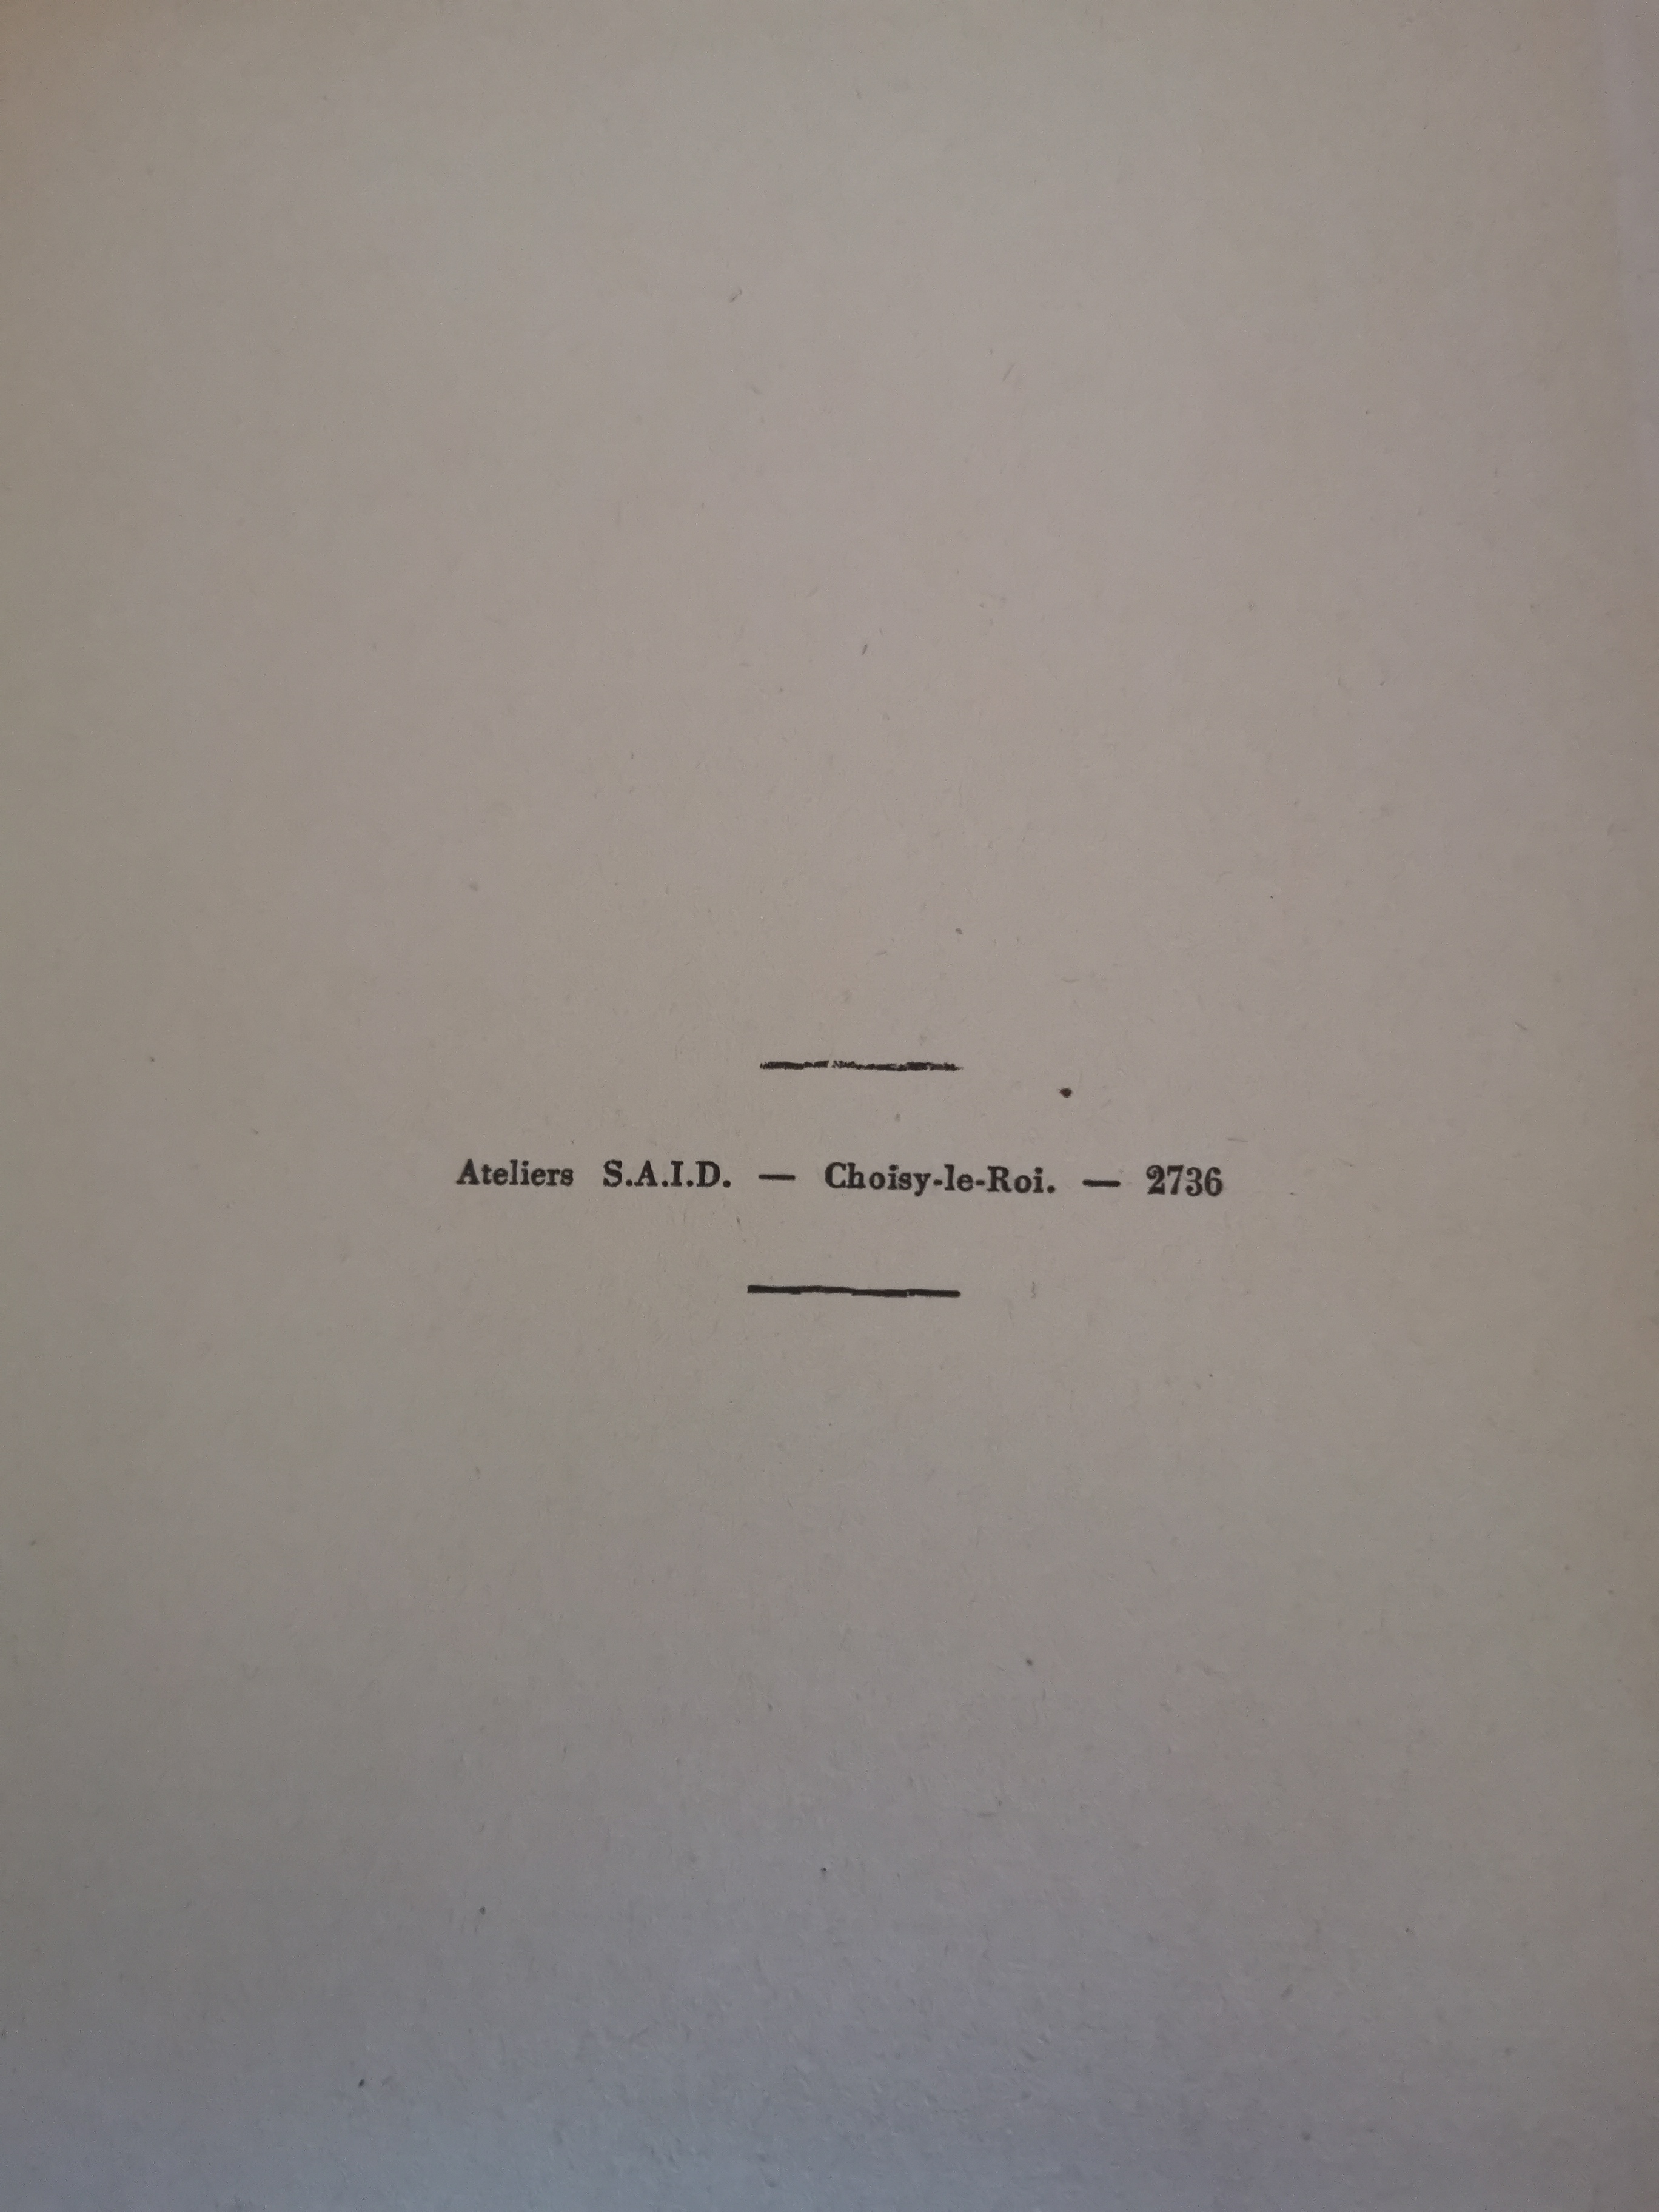 Ateliers S.A.I.D. — Choisy-le-Roi. — 2736